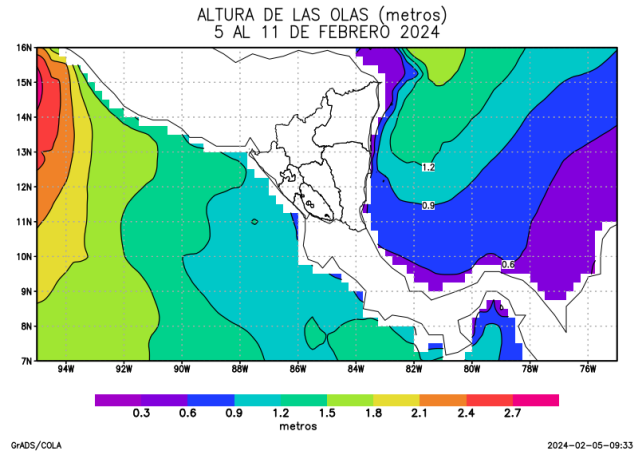 ALTURA DE LAS OLAS (metros)
5 AL 11 DE FEBRERO 2024
16N
15N
14N
13N
12N
11N
10N
9N
8N
7N
1.2
0.9
0.6
94W 92W 90W 88W 86W 84W 82W 80W 78W 76W
0.3 0.6 0.9 1.2 1.5 1.8 2.1 2.4 2.7
metros
GrADS/COLA 2024-02-05-09:33